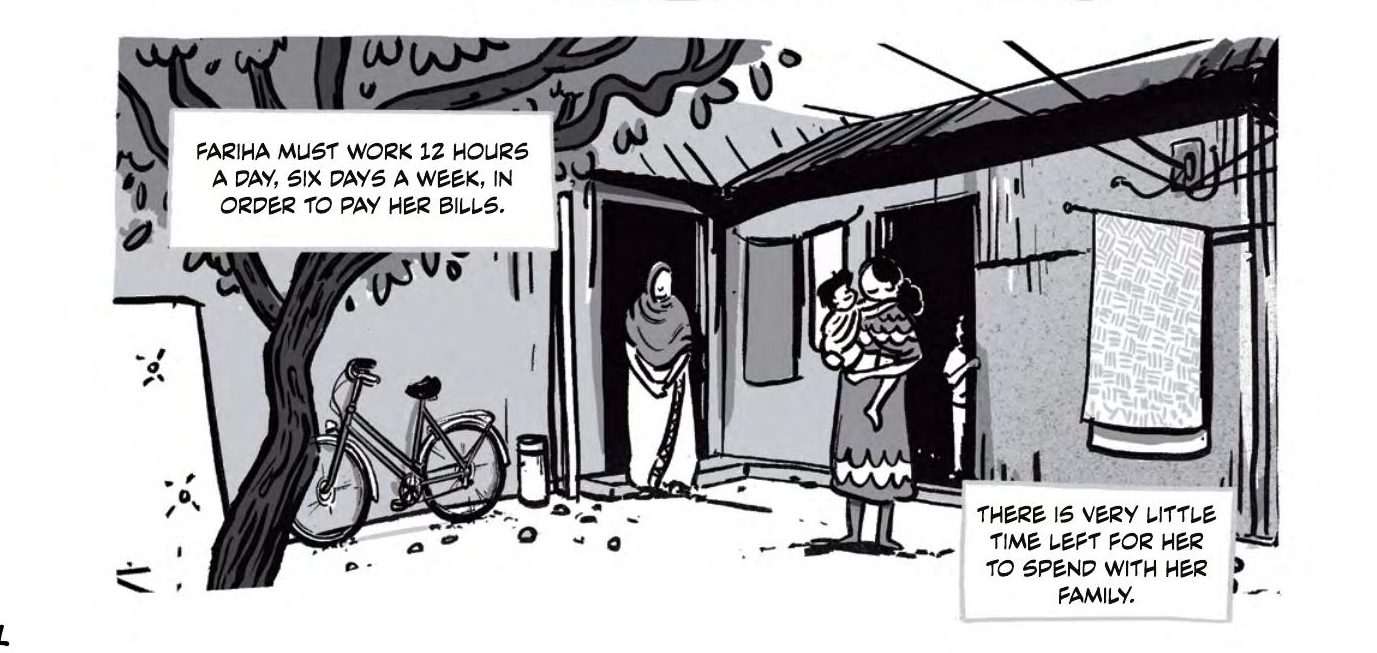 FARIHA MUST WORK 12 HOURS
A DAY, SIX DAYS A WEEK, IN
ORDER TO PAY HER BILLS.
THERE IS VERY LITTLE
TIME LEFT FOR HER
TO SPEND WITH HER
FAMILY.